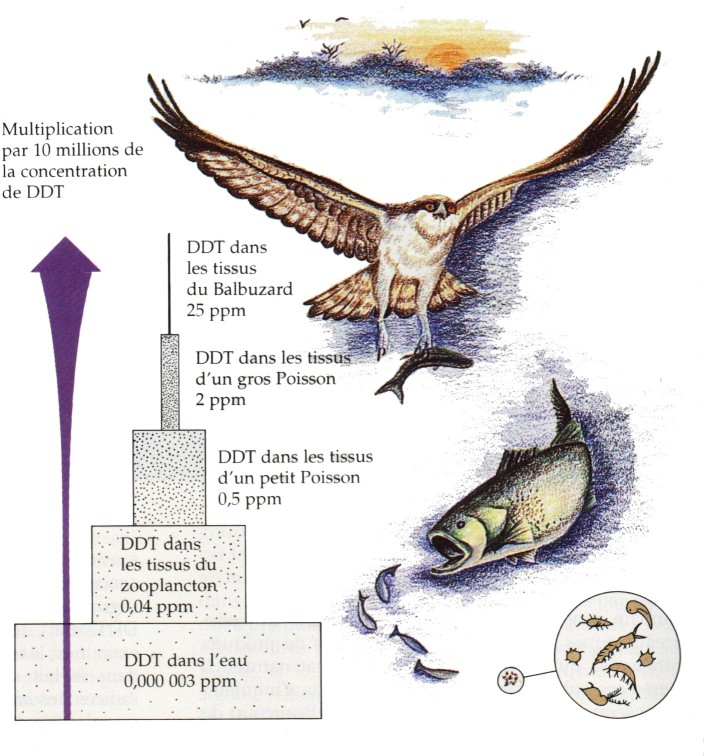 Multiplication
par 10 millions de
la concentration
de DDT
DDT dans
les tissus
du Balbuzard
25 ppm
DDT dans les tissus
d'un gros Poisson
2 ppm
DDT dans les tissus
d'un petit Poisson
0,5 ppm
DDT dans
les tissus du
zooplancton
0,04 ppm
DDT dans l'eau
0,000 003 ppm